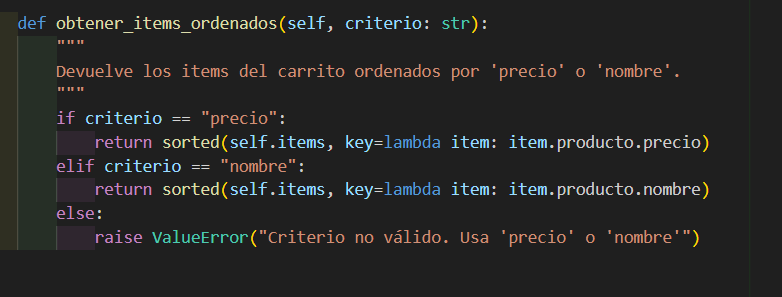 def obtener_items_ordenados(self, criterio: str):
    """
    Devuelve los items del carrito ordenados por 'precio' o 'nombre'.
    """
    if criterio == "precio":
        return sorted(self.items, key=lambda item: item.producto.precio)
    elif criterio == "nombre":
        return sorted(self.items, key=lambda item: item.producto.nombre)
    else:
        raise ValueError("Criterio no válido. Usa 'precio' o 'nombre'")